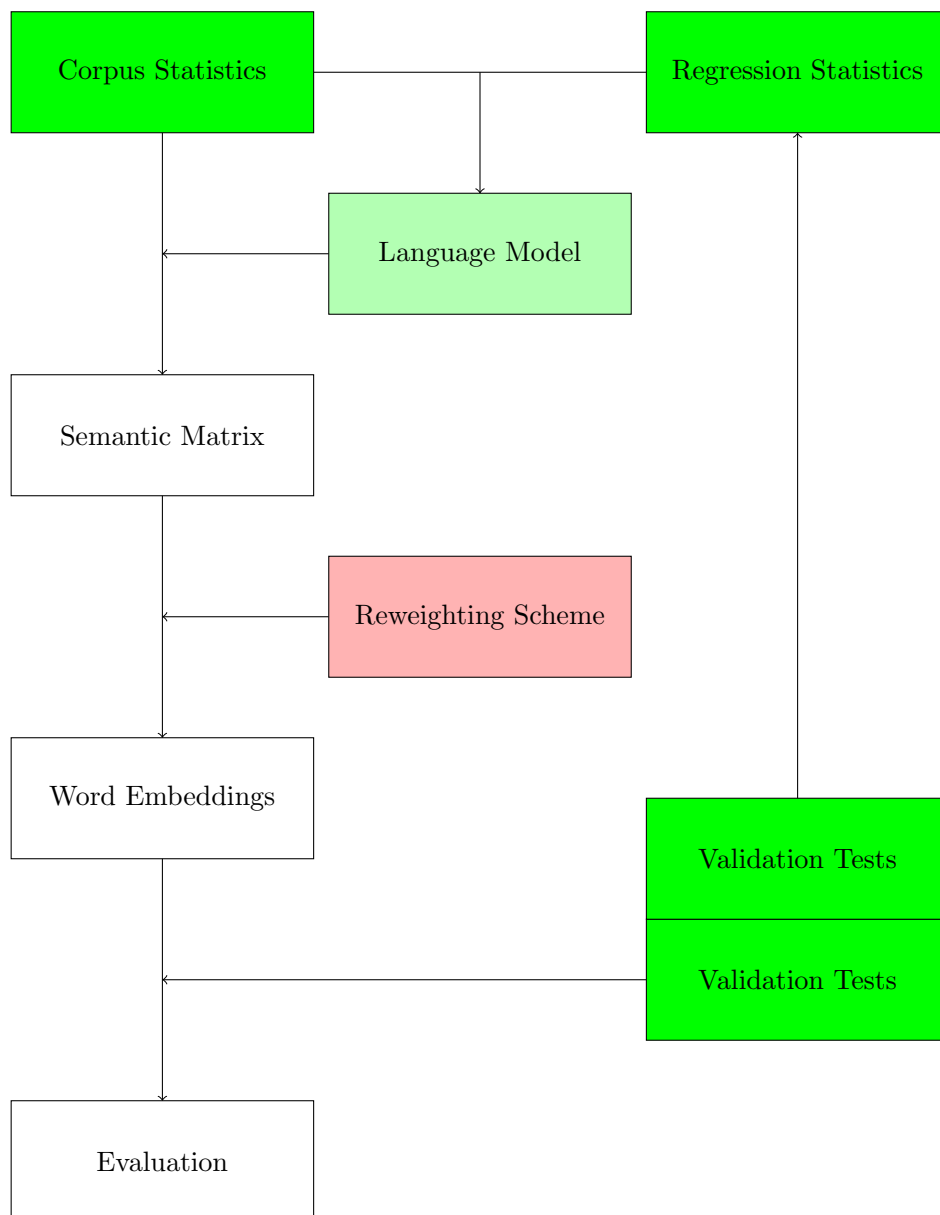 Corpus Statistics
Regression Statistics
Language Model
Semantic Matrix
Reweighting Scheme
Word Embeddings
Validation Tests
Validation Tests
Evaluation